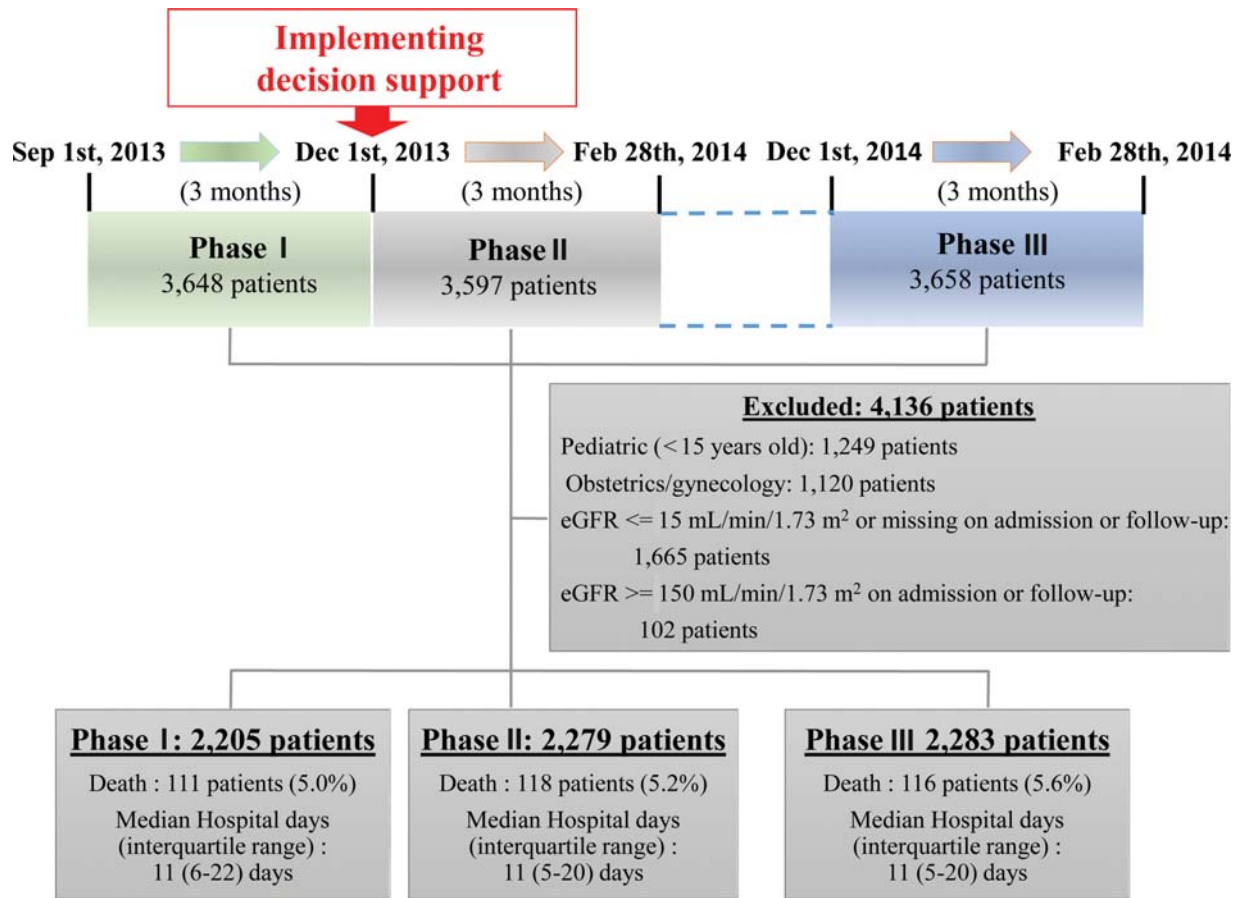 Implementing
decision support
Sep 1st, 2013
Dec 1st, 2013
Feb 28th, 2014
Dec 1st, 2014
Feb 28th, 2014
(3 months)
(3 months)
(3 months)
Phase Ⅰ
3,648 patients
Phase Ⅱ
3,597 patients
Phase Ⅲ
3,658 patients
Excluded: 4,136 patients
Pediatric (<15 years old): 1,249 patients
Obstetrics/gynecology: 1,120 patients
eGFR <= 15 mL/min/1.73 m² or missing on admission or follow-up:
1,665 patients
eGFR >= 150 mL/min/1.73 m² on admission or follow-up:
102 patients
Phase Ⅰ: 2,205 patients
Death : 111 patients (5.0%)
Median Hospital days
(interquartile range) :
11 (6-22) days
Phase Ⅱ: 2,279 patients
Death : 118 patients (5.2%)
Median Hospital days
(interquartile range) :
11 (5-20) days
Phase Ⅲ 2,283 patients
Death : 116 patients (5.6%)
Median Hospital days
(interquartile range) :
11 (5-20) days